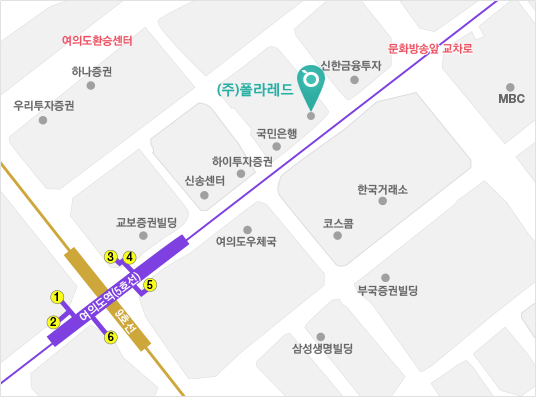 여의도환승센터
문화방송앞 교차로
하나증권
신한금융투자
(주)폴라레드
우리투자증권
MBC
국민은행
하이투자증권
신송센터
한국거래소
교보증권빌딩
코스콤
여의도우체국
3
4
5
여의도역(5호선)
부국증권빌딩
1
2
9호선
6
삼성생명빌딩